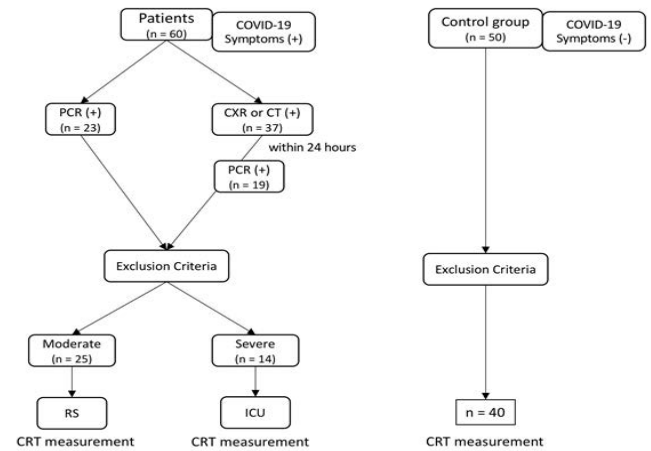 Patients
(n = 60)
COVID-19
Symptoms (+)
Control group
(n = 50)
COVID-19
Symptoms (-)
PCR (+)
(n = 23)
CXR or CT (+)
(n = 37)
within 24 hours
PCR (+)
(n = 19)
Exclusion Criteria
Exclusion Criteria
Moderate
(n = 25)
Severe
(n = 14)
RS
ICU
n = 40
CRT measurement
CRT measurement
CRT measurement